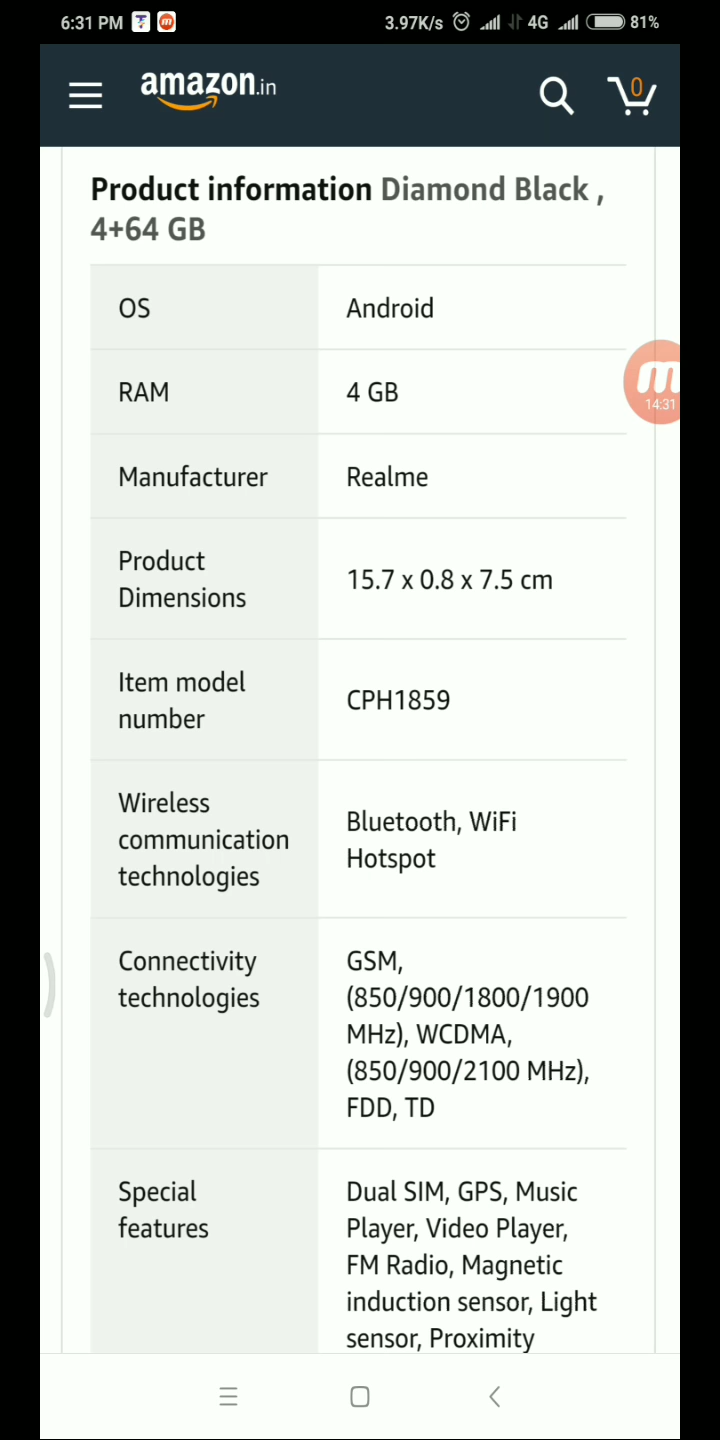 6:31 PM 3.97K/s 4G 81%
amazon.in
0
Product information Diamond Black ,
4+64 GB
OS Android
RAM 4 GB
m
14:31
Manufacturer Realme
Product
Dimensions
15.7 x 0.8 x 7.5 cm
Item model
number
CPH1859
Wireless
communication
technologies
Bluetooth, WiFi
Hotspot
Connectivity
technologies
GSM,
(850/900/1800/1900
MHz), WCDMA,
(850/900/2100 MHz),
FDD, TD
Special
features
Dual SIM, GPS, Music
Player, Video Player,
FM Radio, Magnetic
induction sensor, Light
sensor, Proximity